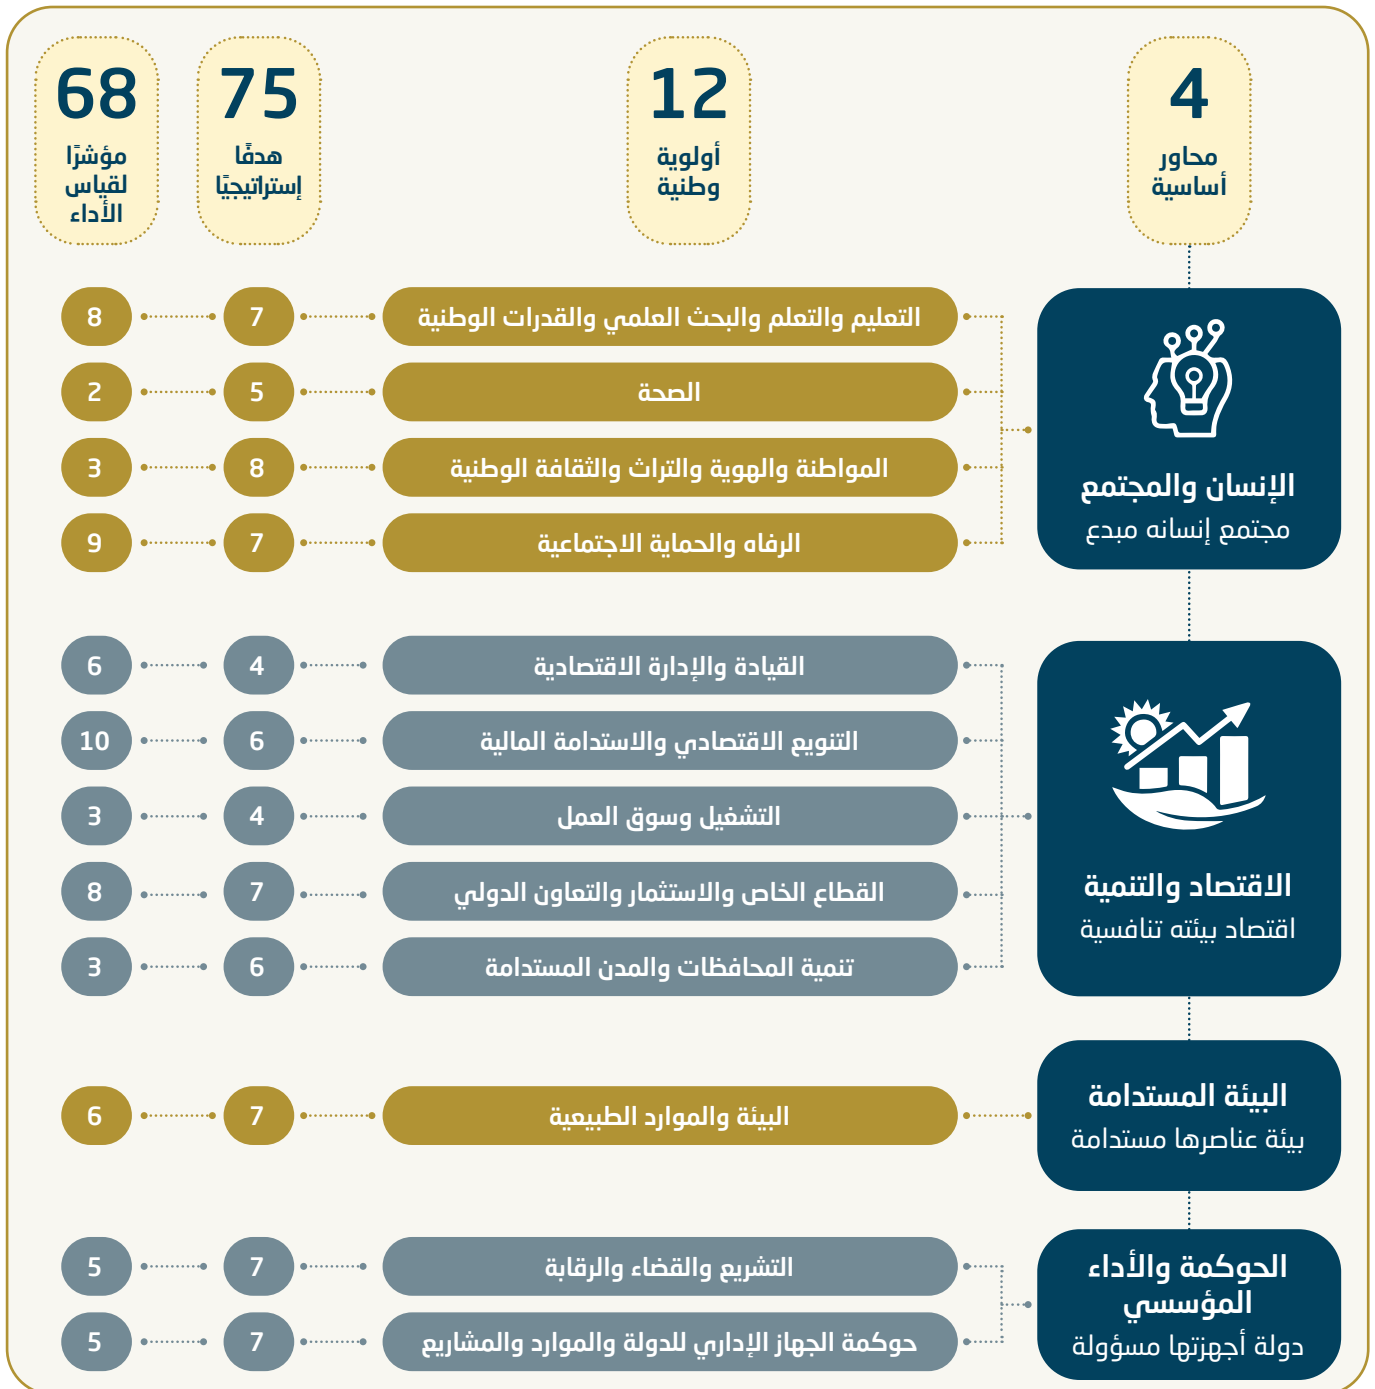 4
محاور
أساسية
12
أولوية
وطنية
75
هدفًا
إستراتيجيًا
68
مؤشرًا
لقياس
الأداء
الإنسان والمجتمع
مجتمع إنسانه مبدع
التعليم والتعلم والبحث العلمي والقدرات الوطنية
7
8
الصحة
5
2
المواطنة والهوية والتراث والثقافة الوطنية
8
3
الرفاه والحماية الاجتماعية
7
9
الاقتصاد والتنمية
اقتصاد بيئته تنافسية
القيادة والإدارة الاقتصادية
4
6
التنويع الاقتصادي والاستدامة المالية
6
10
التشغيل وسوق العمل
4
3
القطاع الخاص والاستثمار والتعاون الدولي
7
8
تنمية المحافظات والمدن المستدامة
6
3
البيئة المستدامة
بيئة عناصرها مستدامة
البيئة والموارد الطبيعية
7
6
الحوكمة والأداء
المؤسسي
دولة أجهزتها مسؤولة
التشريع والقضاء والرقابة
7
5
حوكمة الجهاز الإداري للدولة والموارد والمشاريع
7
5